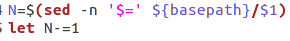 4 N=$(sed -n '$=' ${basepath}/$1)
5 let N-=1